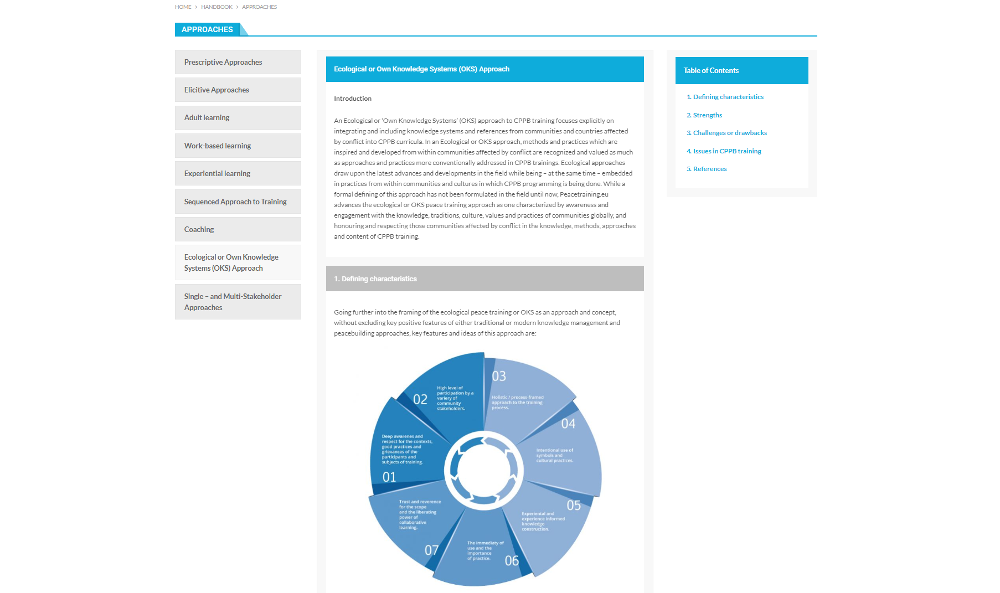 HOME > HANDBOOK > APPROACHES
APPROACHES
Prescriptive Approaches
Elicitive Approaches
Adult learning
Work-based learning
Experiential learning
Sequenced Approach to Training
Coaching
Ecological or Own Knowledge
Systems (OKS) Approach
Single – and Multi-Stakeholder
Approaches
Ecological or Own Knowledge Systems (OKS) Approach
Introduction
An Ecological or ‘Own Knowledge Systems’ (OKS) approach to CPPB training focuses explicitly on
integrating and including knowledge systems and references from communities and countries affected
by conflict into CPPB curricula. In an Ecological or OKS approach, methods and practices which are
inspired and developed from within communities affected by conflict are recognized and valued as much
as approaches and practices more conventionally addressed in CPPB trainings. Ecological approaches
draw upon the latest advances and developments in the field while being – at the same time – embedded
in practices from within communities and cultures in which CPPB programming is being done. While a
formal defining of this approach has not been formulated in the field until now, Peacetraining.eu
advances the ecological or OKS peace training approach as one characterized by awareness and
engagement with the knowledge, traditions, culture, values and practices of communities globally, and
honouring and respecting those communities affected by conflict in the knowledge, methods, approaches
and content of CPPB training.
1. Defining characteristics
Going further into the framing of the ecological peace training or OKS as an approach and concept,
without excluding key positive features of either traditional or modern knowledge management and
peacebuilding approaches, key features and ideas of this approach are:
Deep awarenes and
respect for the contexts,
good practices and
grievances of the
participants and
subjects of training.
01
02
High level of
participation by a
variery of
community
stakeholders.
03
Holistic / process-framed
approach to the training
process.
04
Intentional use of
symbols and
cultural practices.
05
Experiental and
experience informed
knowledge
construction.
The immediaty of
use and the
importance
of practice.
06
Trust and reverence
for the scope
and the liberating
power of
collaborative
learning.
07
Table of Contents
1. Defining characteristics
2. Strengths
3. Challenges or drawbacks
4. Issues in CPPB training
5. References